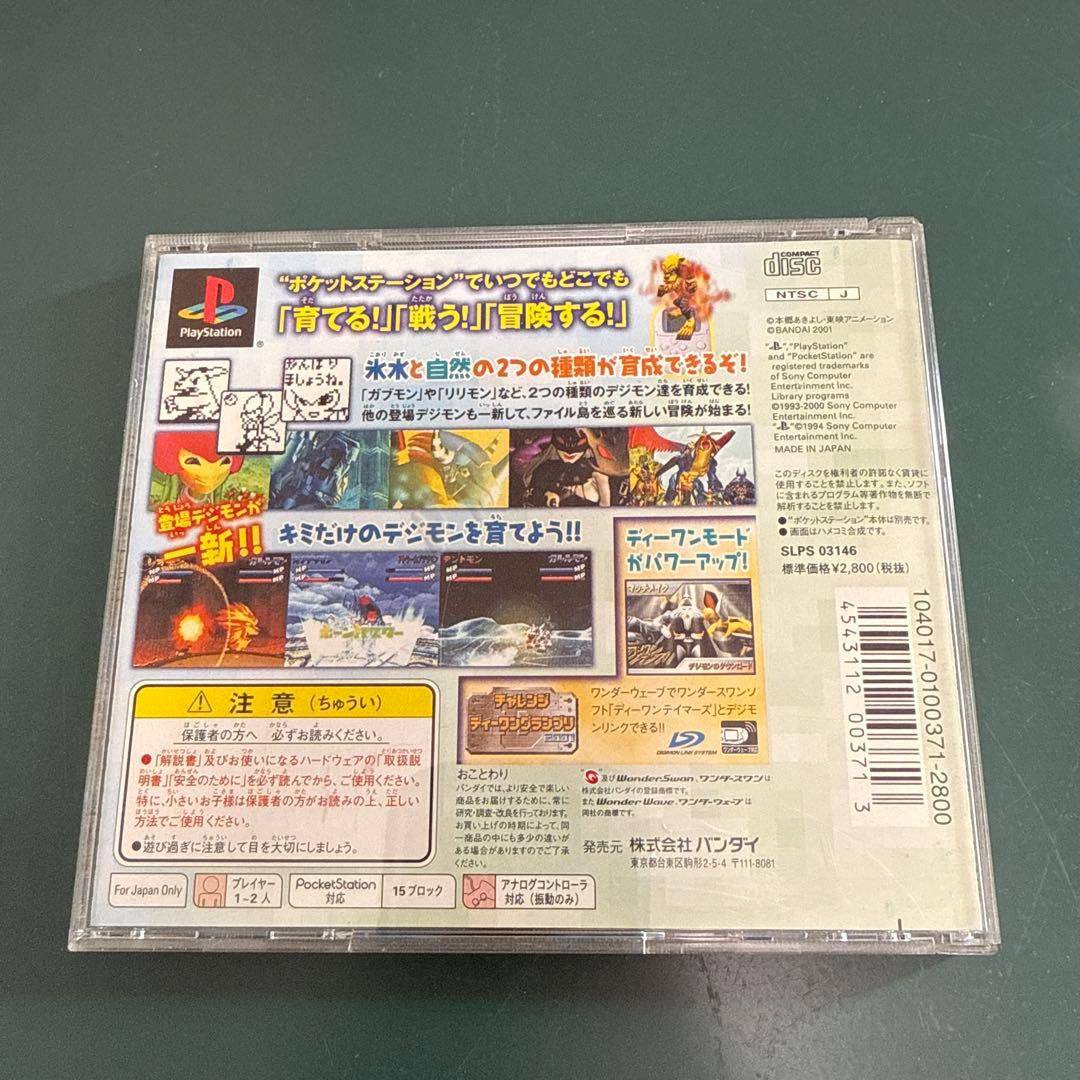 PlayStation
®
“ポケットステーション”でいつでもどこでも
「育てる!」「戦う!」「冒険する!」
がんばり
ましょうね。
氷水と自然の2つの種類が育成できるぞ!
「ガブモン」や「リリモン」など、2つの種類のデジモン達を育成できる!
他の登場デジモンも一新して、ファイル島を巡る新しい冒険が始まる!
登場デジモンが
一新!!
キミだけのデジモンを育てよう!!
ホーンバスター
テントモン
ディーワンモード
がパワーアップ!
マッチメイク
デジモンのダウンロード
チャレンジ
ディーワングランプリ
2001
ワンダーウェーブでワンダースワンソ
フト「ディーワンテイマーズ」とデジモ
ンリンクできる!!
DIGIMON LINK SYSTEM
ワンダーウェーブ対応
注意(ちゅうい)
保護者の方へ 必ずお読みください。
●「解説書」及びお使いになるハードウェアの「取扱説
明書」「安全のために」を必ず読んでから、ご使用ください。
特に、小さいお子様は保護者の方がお読みの上、正しい
方法でご使用ください。
●遊び過ぎに注意して目を大切にしましょう。
おことわり
バンダイでは、より安全で楽しい
商品をお届けするために、常に
研究・調査・改良を行っております。
お買い上げの時期によって、同
一商品の中にも多少の違いが
ある場合がありますのでご了承
ください。
及びWonderSwan、ワンダースワンは
株式会社バンダイの登録商標です。
またWonder Wave、ワンダーウェーブは
同社の商標です。
発売元 株式会社バンダイ
東京都台東区駒形2-5-4 〒111-8081
For Japan Only
プレイヤー
1~2人
PocketStation
対応
15ブロック
アナログコントローラ
対応(振動のみ)
COMPACT
disc
NTSC J
©本郷あきよし・東映アニメーション
©BANDAI 2001
“ ”,“PlayStation”
and “PocketStation” are
registered trademarks
of Sony Computer
Entertainment Inc.
Library programs
©1993-2000 Sony Computer
Entertainment Inc.
“ ”©1994 Sony Computer
Entertainment Inc.
MADE IN JAPAN
このディスクを権利者の許諾なく賃貸に
使用することを禁止します。また、ソフト
に含まれるプログラム等著作物を無断で
解析することを禁止します。
●“ポケットステーション”本体は別売です。
●画面はハメコミ合成です。
SLPS 03146
標準価格¥2,800(税抜)
4543112 00371 3
104017-0100371-2800